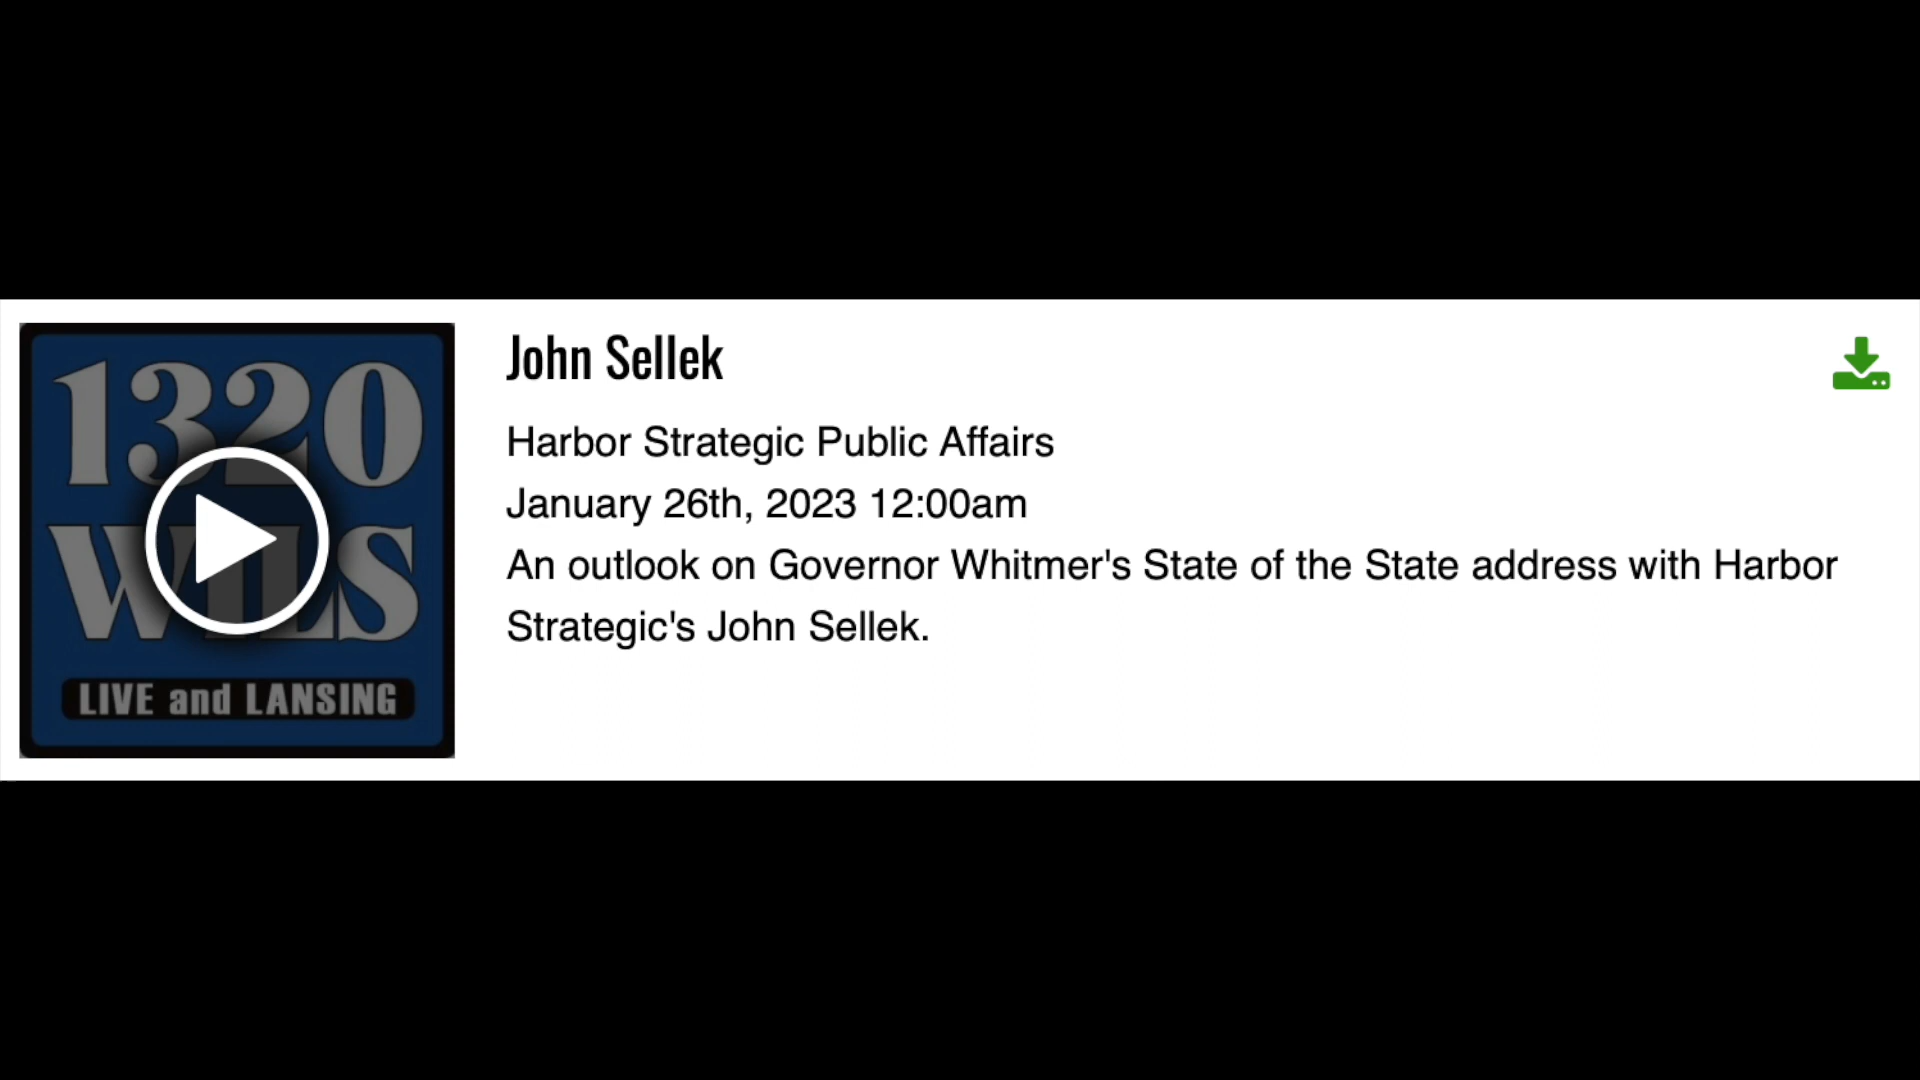 1320
WILS
LIVE and LANSING
John Sellek
Harbor Strategic Public Affairs
January 26th, 2023 12:00am
An outlook on Governor Whitmer's State of the State address with Harbor
Strategic's John Sellek.